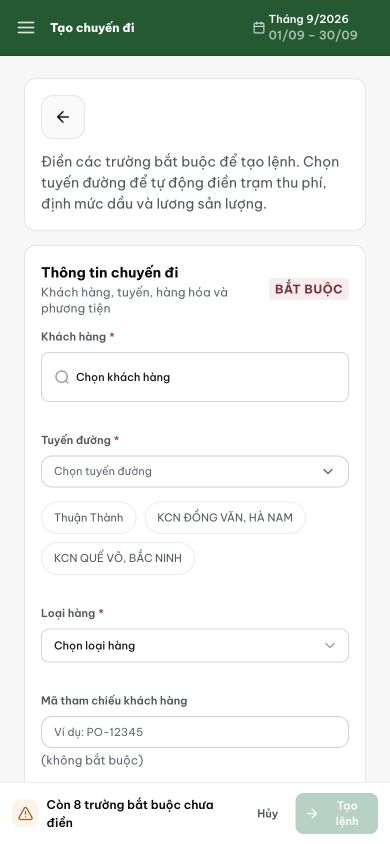 Tạo chuyến đi
Tháng 9/2026
01/09 – 30/09
Điền các trường bắt buộc để tạo lệnh. Chọn
tuyến đường để tự động điền trạm thu phí,
định mức dầu và lương sản lượng.
Thông tin chuyến đi
Khách hàng, tuyến, hàng hóa và
phương tiện
BẮT BUỘC
Khách hàng *
Chọn khách hàng
Tuyến đường *
Chọn tuyến đường
Thuận Thành
KCN ĐỒNG VĂN, HÀ NAM
KCN QUẾ VÕ, BẮC NINH
Loại hàng *
Chọn loại hàng
Mã tham chiếu khách hàng
Ví dụ: PO-12345
(không bắt buộc)
Còn 8 trường bắt buộc chưa
điền
Hủy
Tạo
lệnh